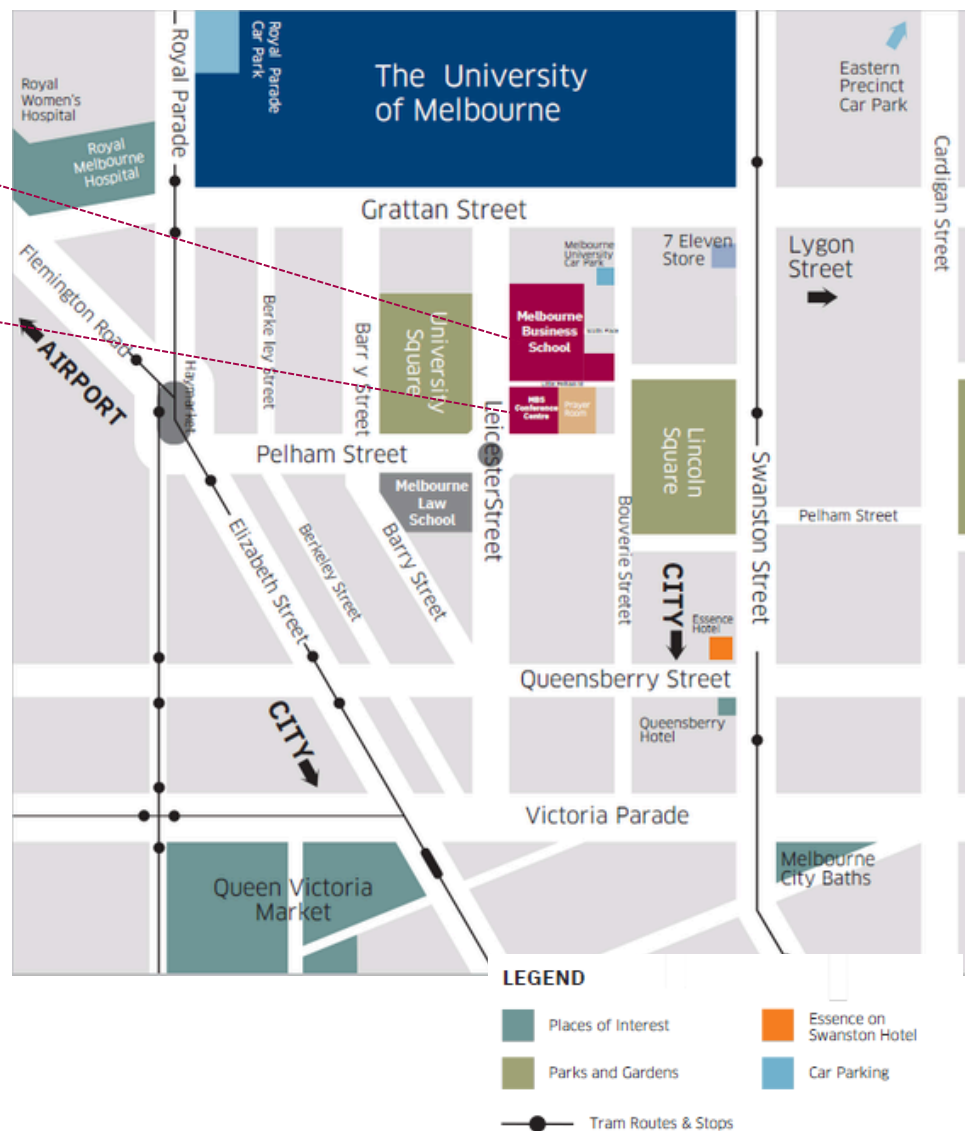 Royal
Women's
Hospital
Royal
Melbourne
Hospital
Royal Parade
Royal Parade
Car Park
The University
of Melbourne
Eastern
Precinct
Car Park
Cardigan Street
Grattan Street
Flemington Road
AIRPORT
Haymarket
Berkeley Street
Barry Street
University
Square
Melbourne
University
Car Park
7 Eleven
Store
Lygon
Street
Melbourne
Business
School
MBS
Conference
Centre
Prayer
Room
LeicesterStreet
Lincoln
Square
Swanston Street
Pelham Street
Melbourne
Law
School
Pelham Street
Elizabeth Street
Berkeley Street
Barry Street
Bouverie Stretet
CITY
Essence
Hotel
Queensberry Street
Queensberry
Hotel
CITY
Victoria Parade
Queen Victoria
Market
Melbourne
City Baths
LEGEND
Places of Interest
Essence on
Swanston Hotel
Parks and Gardens
Car Parking
Tram Routes & Stops